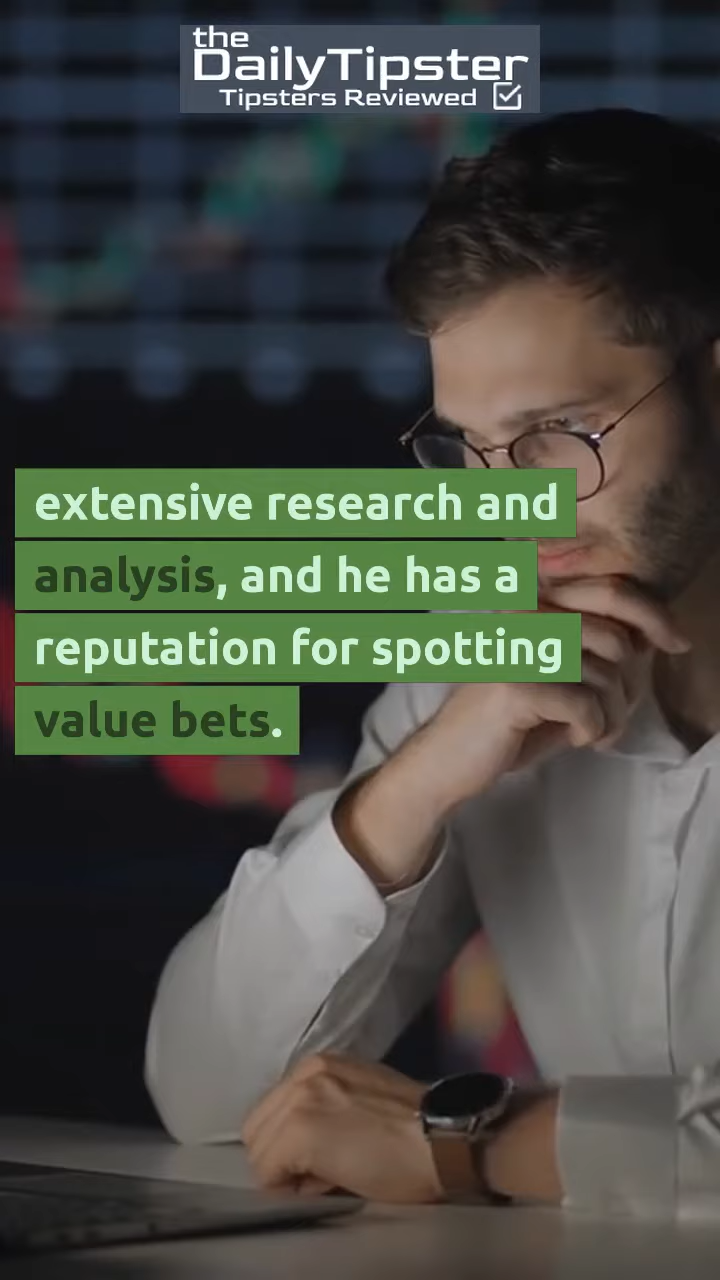 the
DailyTipster
Tipsters Reviewed
extensive research and
analysis, and he has a
reputation for spotting
value bets.